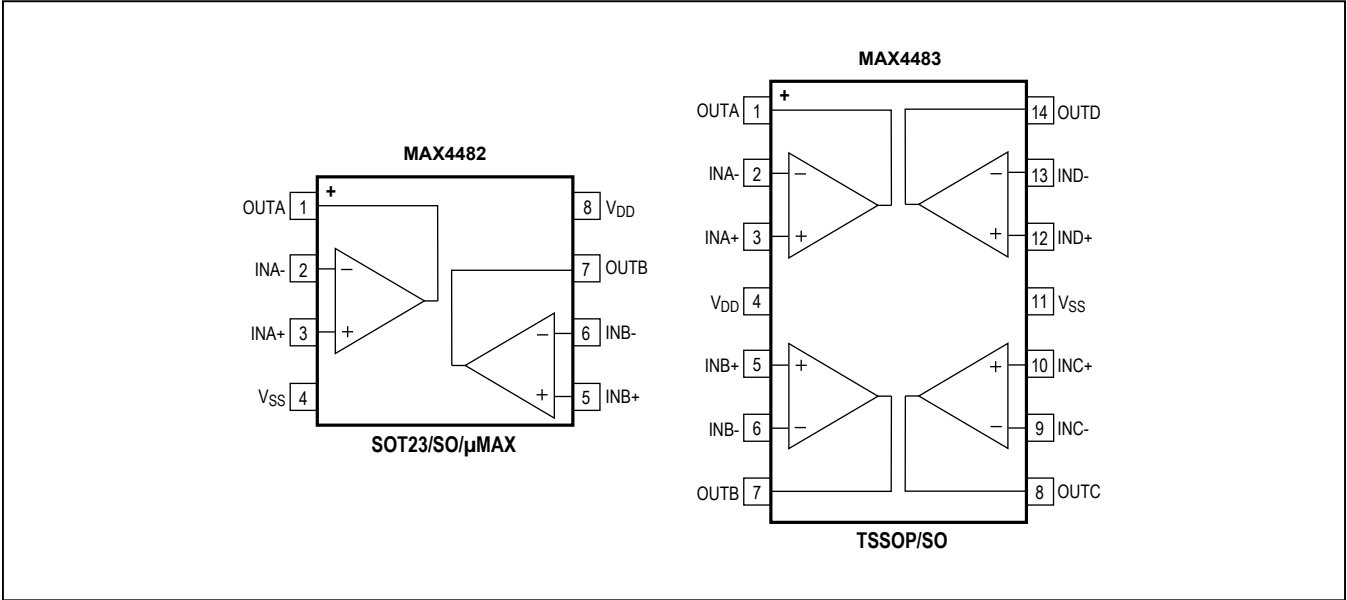 MAX4482
+
OUTA 1
INA- 2
INA+ 3
VSS 4
8 VDD
7 OUTB
6 INB-
5 INB+
−
+
−
+
SOT23/SO/µMAX
MAX4483
+
OUTA 1
INA- 2
INA+ 3
VDD 4
INB+ 5
INB- 6
OUTB 7
14 OUTD
13 IND-
12 IND+
11 VSS
10 INC+
9 INC-
8 OUTC
−
+
−
+
+
−
+
−
TSSOP/SO